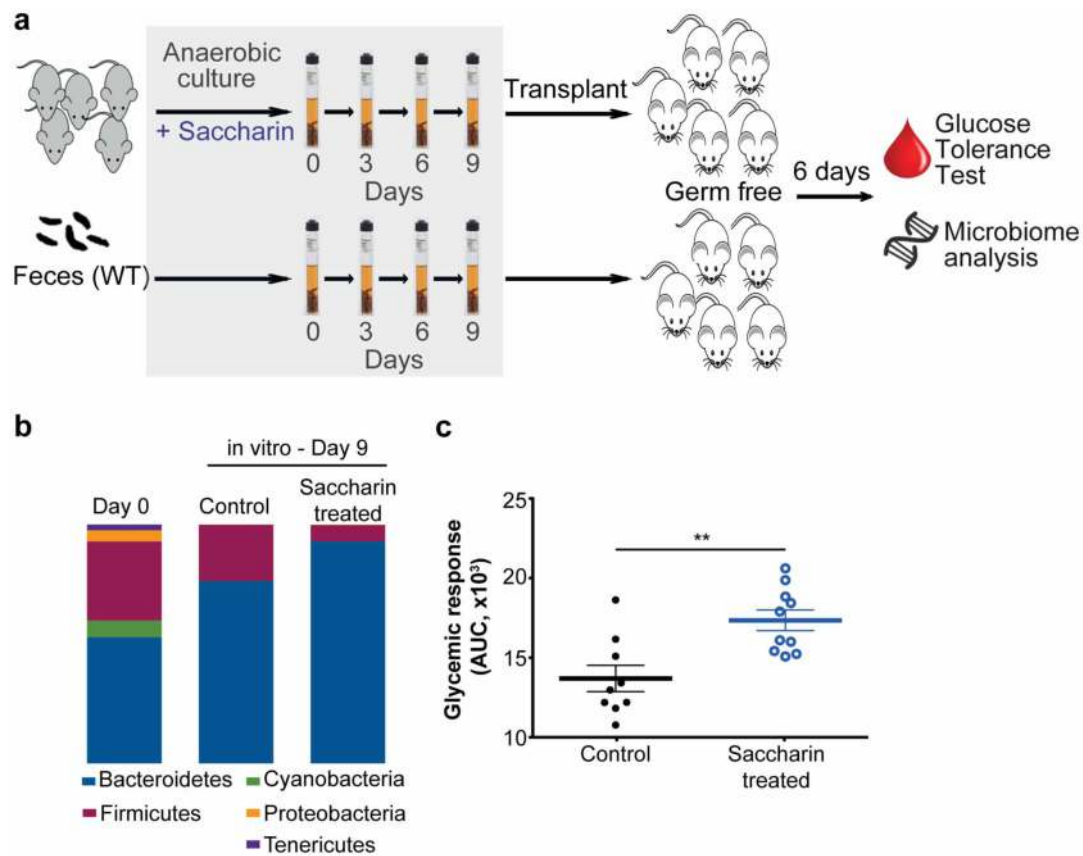 a
Anaerobic
culture
+ Saccharin
0 3 6 9
Days
Transplant
Germ free
6 days
Glucose
Tolerance
Test
Microbiome
analysis
Feces (WT)
0 3 6 9
Days
b
in vitro - Day 9
Day 0
Control
Saccharin
treated
Bacteroidetes
Firmicutes
Cyanobacteria
Proteobacteria
Tenericutes
c
Glycemic response
(AUC, x10³)
25
20
15
10
**
Control
Saccharin
treated